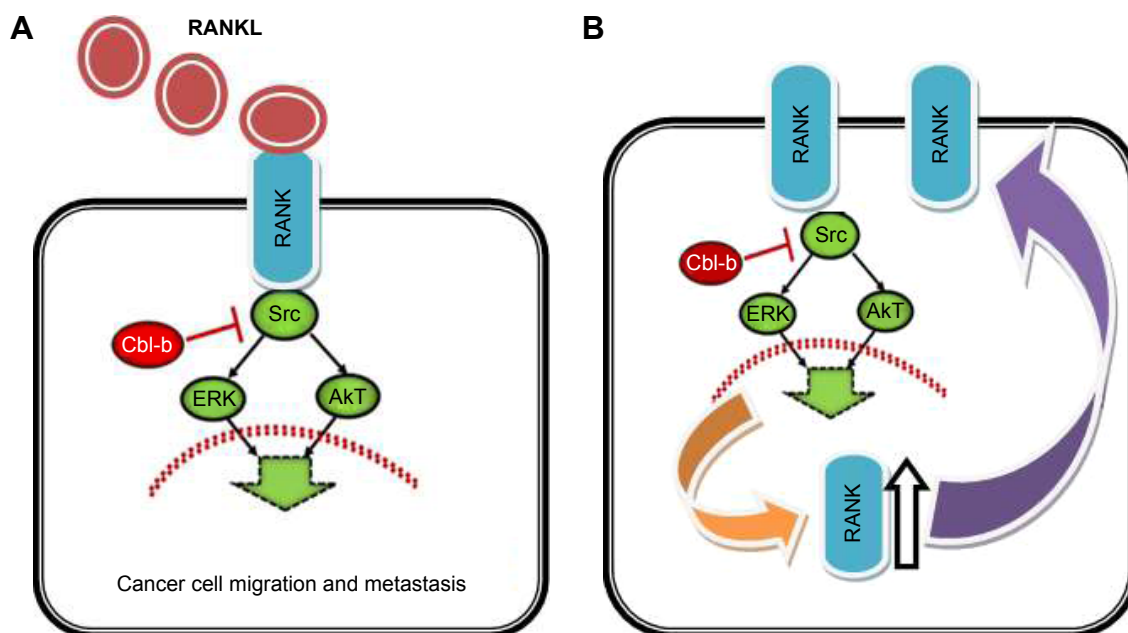 A
RANKL
RANK
Src
Cbl-b
ERK
AkT
Cancer cell migration and metastasis
B
RANK
RANK
Src
Cbl-b
ERK
AkT
RANK